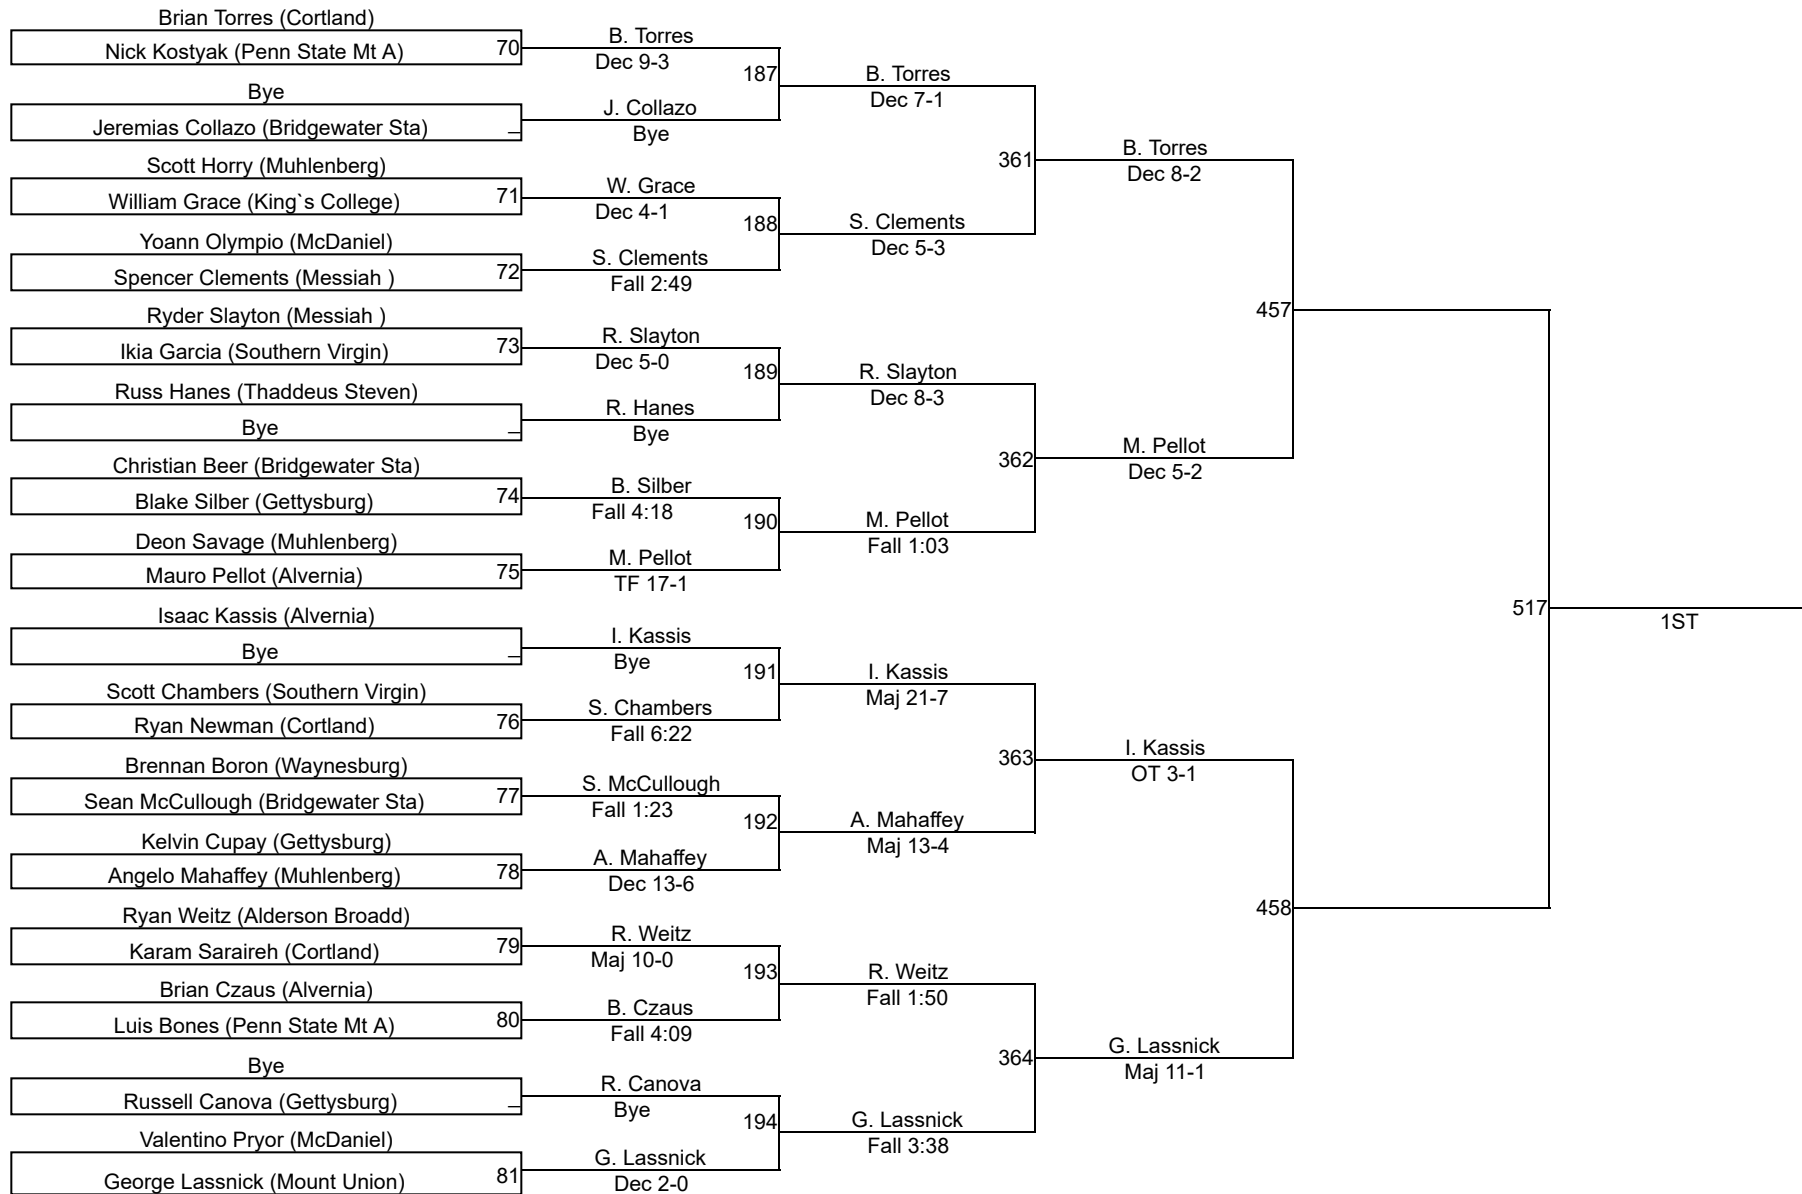 Brian Torres (Cortland)
Nick Kostyak (Penn State Mt A)
70
Bye
Jeremias Collazo (Bridgewater Sta)
_
Scott Horry (Muhlenberg)
William Grace (King`s College)
71
Yoann Olympio (McDaniel)
Spencer Clements (Messiah )
72
Ryder Slayton (Messiah )
Ikia Garcia (Southern Virgin)
73
Russ Hanes (Thaddeus Steven)
Bye
_
Christian Beer (Bridgewater Sta)
Blake Silber (Gettysburg)
74
Deon Savage (Muhlenberg)
Mauro Pellot (Alvernia)
75
Isaac Kassis (Alvernia)
Bye
_
Scott Chambers (Southern Virgin)
Ryan Newman (Cortland)
76
Brennan Boron (Waynesburg)
Sean McCullough (Bridgewater Sta)
77
Kelvin Cupay (Gettysburg)
Angelo Mahaffey (Muhlenberg)
78
Ryan Weitz (Alderson Broadd)
Karam Saraireh (Cortland)
79
Brian Czaus (Alvernia)
Luis Bones (Penn State Mt A)
80
Bye
Russell Canova (Gettysburg)
_
Valentino Pryor (McDaniel)
George Lassnick (Mount Union)
81
B. Torres
Dec 9-3
187
J. Collazo
Bye
W. Grace
Dec 4-1
188
S. Clements
Fall 2:49
R. Slayton
Dec 5-0
189
R. Hanes
Bye
B. Silber
Fall 4:18
190
M. Pellot
TF 17-1
I. Kassis
Bye
191
S. Chambers
Fall 6:22
S. McCullough
Fall 1:23
192
A. Mahaffey
Dec 13-6
R. Weitz
Maj 10-0
193
B. Czaus
Fall 4:09
R. Canova
Bye
194
G. Lassnick
Dec 2-0
B. Torres
Dec 7-1
361
S. Clements
Dec 5-3
R. Slayton
Dec 8-3
362
M. Pellot
Fall 1:03
I. Kassis
Maj 21-7
363
A. Mahaffey
Maj 13-4
R. Weitz
Fall 1:50
364
G. Lassnick
Fall 3:38
B. Torres
Dec 8-2
457
M. Pellot
Dec 5-2
I. Kassis
OT 3-1
458
G. Lassnick
Maj 11-1
517
1ST